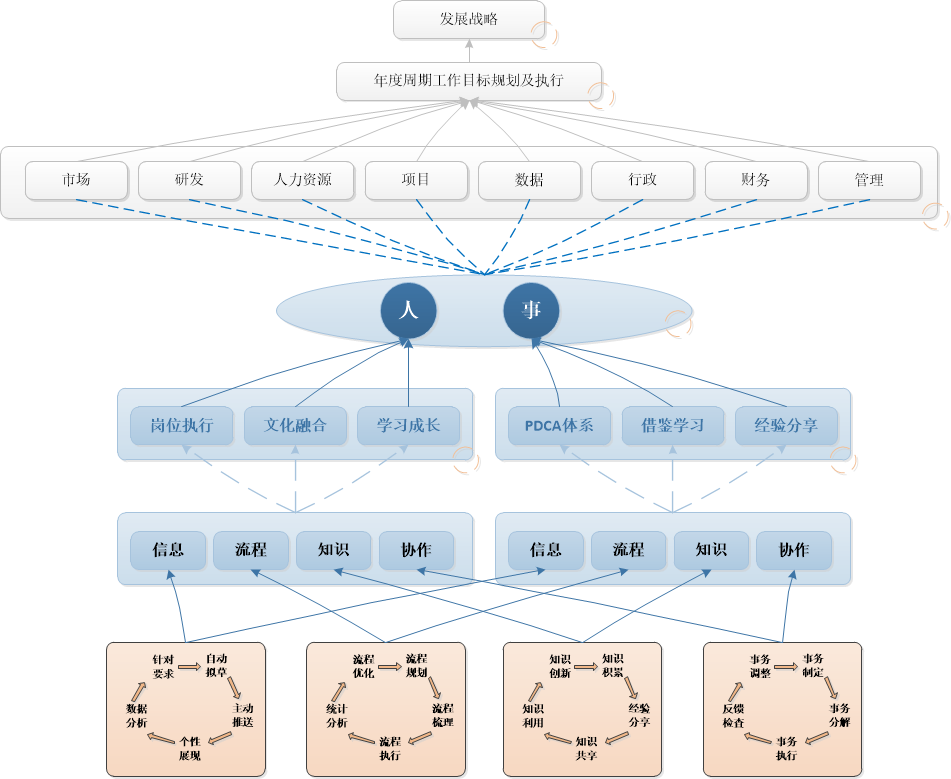 发展战略
年度周期工作目标规划及执行
市场 研发 人力资源 项目 数据 行政 财务 管理
人 事
岗位执行 文化融合 学习成长 PDCA体系 借鉴学习 经验分享
信息 流程 知识 协作 信息 流程 知识 协作
针对
要求
自动
拟草
主动
推送
个性
展现
数据
分析
流程
优化
流程
规划
流程
梳理
流程
执行
统计
分析
知识
创新
知识
积累
经验
分享
知识
共享
知识
利用
事务
调整
事务
制定
事务
分解
事务
执行
反馈
检查